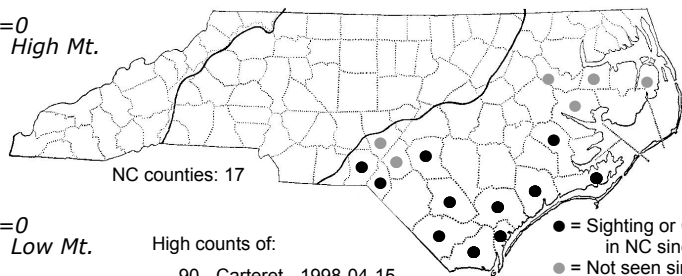 =0
High Mt.
NC counties: 17
=0
Low Mt.
High counts of:
= Sighting or
in NC sin
= Not seen sin
90 Carteret 1998-04-15